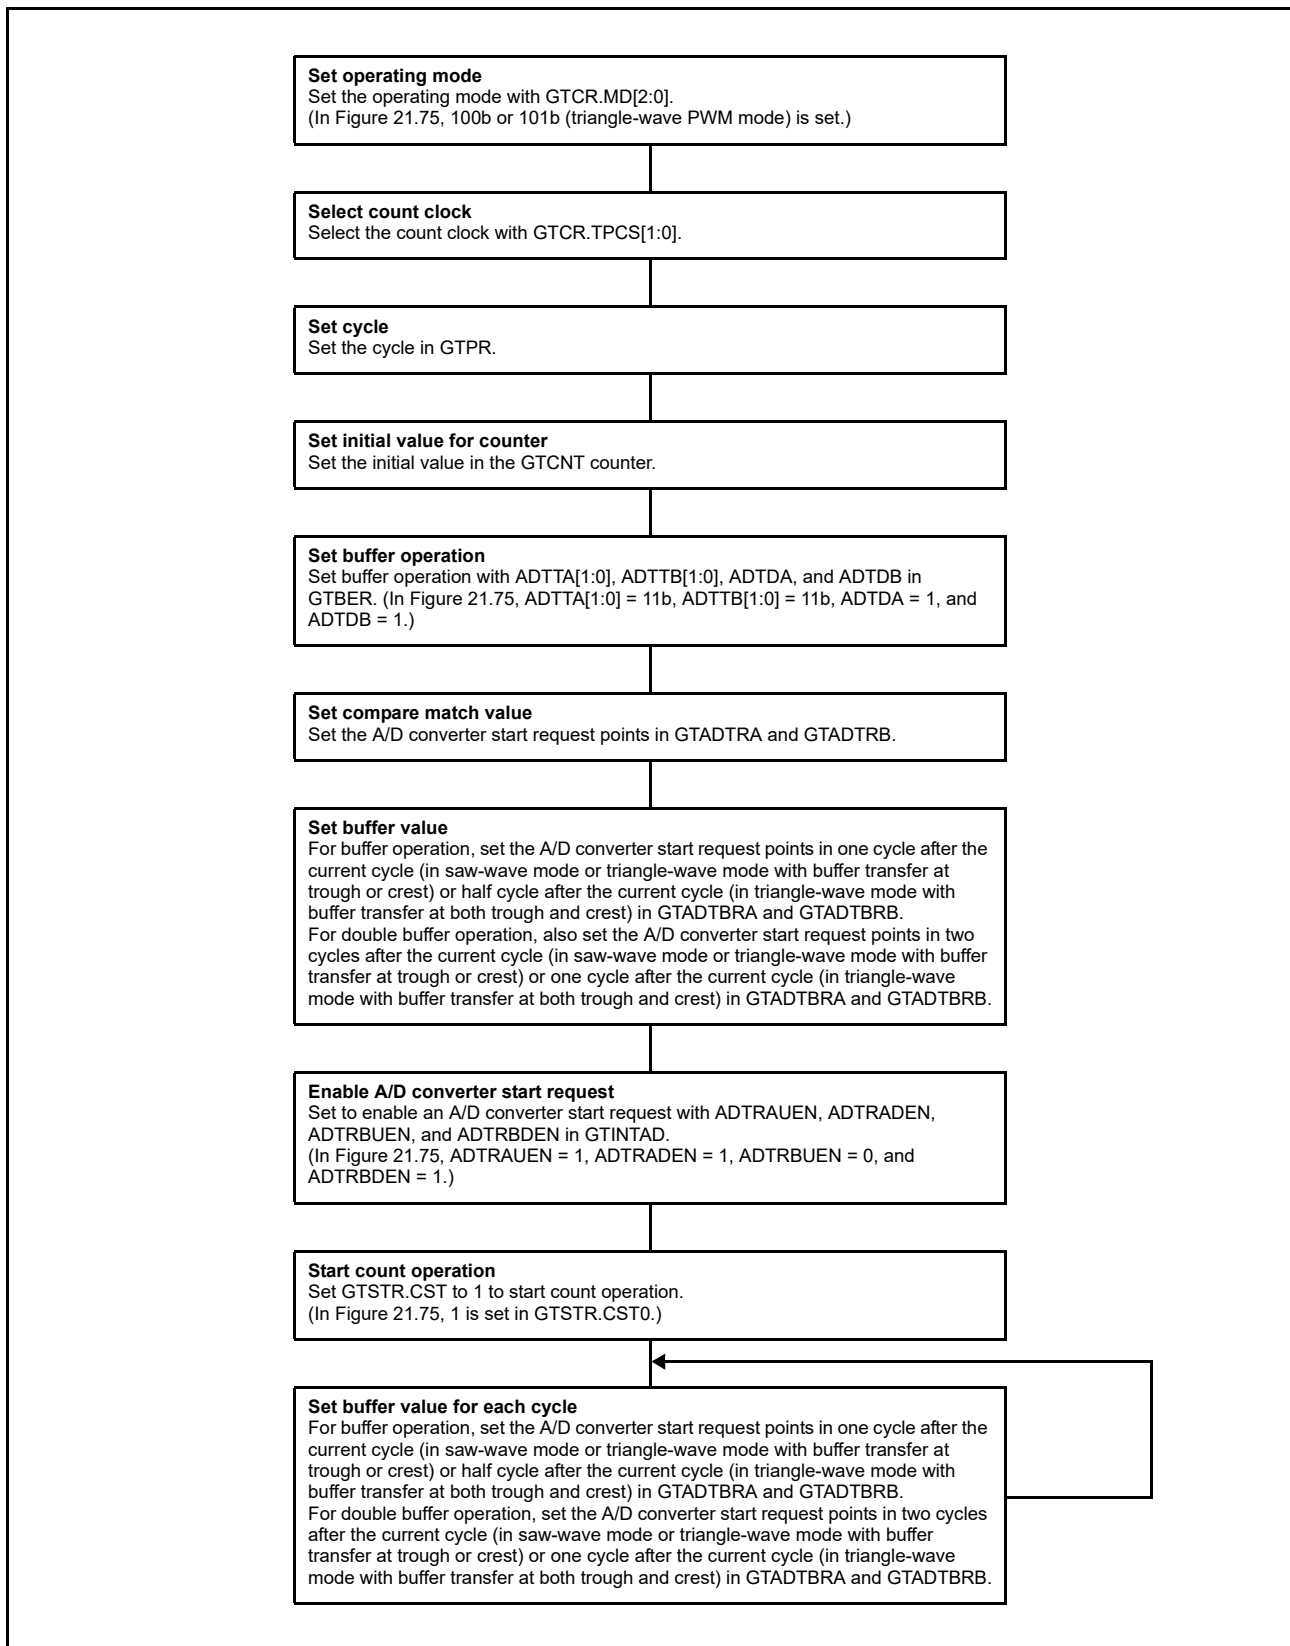 Set operating mode
Set the operating mode with GTCR.MD[2:0].
(In Figure 21.75, 100b or 101b (triangle-wave PWM mode) is set.)
Select count clock
Select the count clock with GTCR.TPCS[1:0].
Set cycle
Set the cycle in GTPR.
Set initial value for counter
Set the initial value in the GTCNT counter.
Set buffer operation
Set buffer operation with ADTTA[1:0], ADTTB[1:0], ADTDA, and ADTDB in
GTBER. (In Figure 21.75, ADTTA[1:0] = 11b, ADTTB[1:0] = 11b, ADTDA = 1, and
ADTDB = 1.)
Set compare match value
Set the A/D converter start request points in GTADTRA and GTADTRB.
Set buffer value
For buffer operation, set the A/D converter start request points in one cycle after the
current cycle (in saw-wave mode or triangle-wave mode with buffer transfer at
trough or crest) or half cycle after the current cycle (in triangle-wave mode with
buffer transfer at both trough and crest) in GTADTBRA and GTADTBRB.
For double buffer operation, also set the A/D converter start request points in two
cycles after the current cycle (in saw-wave mode or triangle-wave mode with buffer
transfer at trough or crest) or one cycle after the current cycle (in triangle-wave
mode with buffer transfer at both trough and crest) in GTADTBRA and GTADTBRB.
Enable A/D converter start request
Set to enable an A/D converter start request with ADTRAUEN, ADTRADEN,
ADTRBUEN, and ADTRBDEN in GTINTAD.
(In Figure 21.75, ADTRAUEN = 1, ADTRADEN = 1, ADTRBUEN = 0, and
ADTRBDEN = 1.)
Start count operation
Set GTSTR.CST to 1 to start count operation.
(In Figure 21.75, 1 is set in GTSTR.CST0.)
Set buffer value for each cycle
For buffer operation, set the A/D converter start request points in one cycle after the
current cycle (in saw-wave mode or triangle-wave mode with buffer transfer at
trough or crest) or half cycle after the current cycle (in triangle-wave mode with
buffer transfer at both trough and crest) in GTADTBRA and GTADTBRB.
For double buffer operation, set the A/D converter start request points in two cycles
after the current cycle (in saw-wave mode or triangle-wave mode with buffer
transfer at trough or crest) or one cycle after the current cycle (in triangle-wave
mode with buffer transfer at both trough and crest) in GTADTBRA and GTADTBRB.